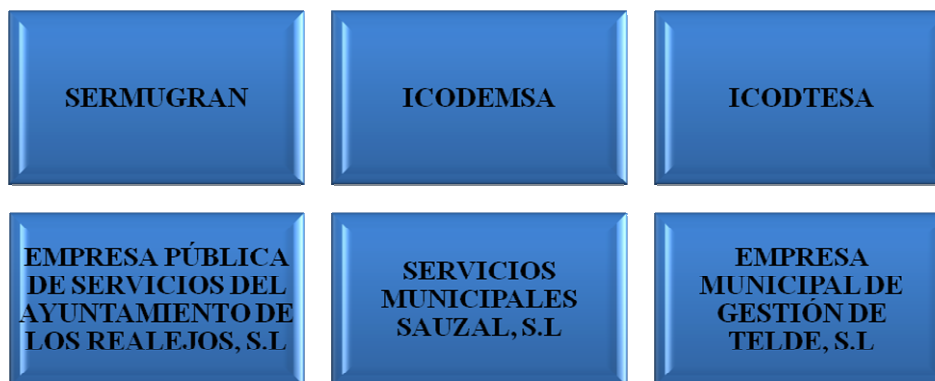 SERMUGRAN
ICODEMSA
ICODTESA
EMPRESA PÚBLICA
DE SERVICIOS DEL
AYUNTAMIENTO DE
LOS REALEJOS, S.L
SERVICIOS
MUNICIPALES
SAUZAL, S.L
EMPRESA
MUNICIPAL DE
GESTIÓN DE
TELDE, S.L